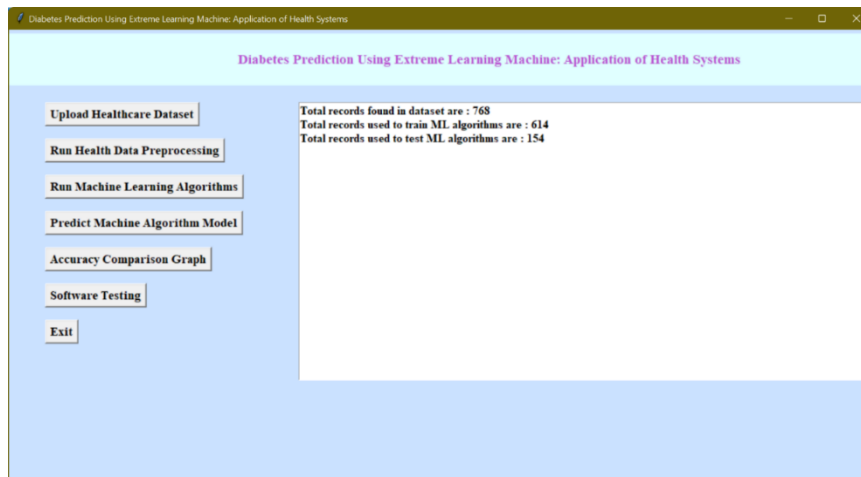 Diabetes Prediction Using Extreme Learning Machine: Application of Health Systems
Diabetes Prediction Using Extreme Learning Machine: Application of Health Systems
Upload Healthcare Dataset
Run Health Data Preprocessing
Run Machine Learning Algorithms
Predict Machine Algorithm Model
Accuracy Comparison Graph
Software Testing
Exit
Total records found in dataset are : 768
Total records used to train ML algorithms are : 614
Total records used to test ML algorithms are : 154